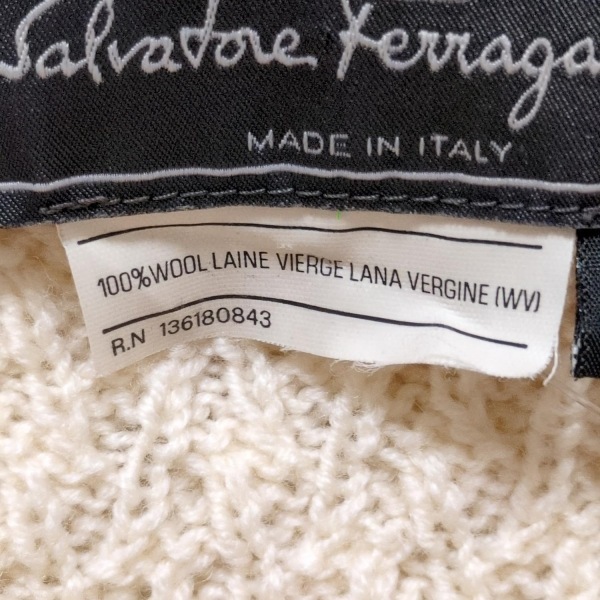 Salvatore Ferraga
MADE IN ITALY
100% WOOL LAINE VIERGE LANA VERGINE (WV)
R.N 136180843